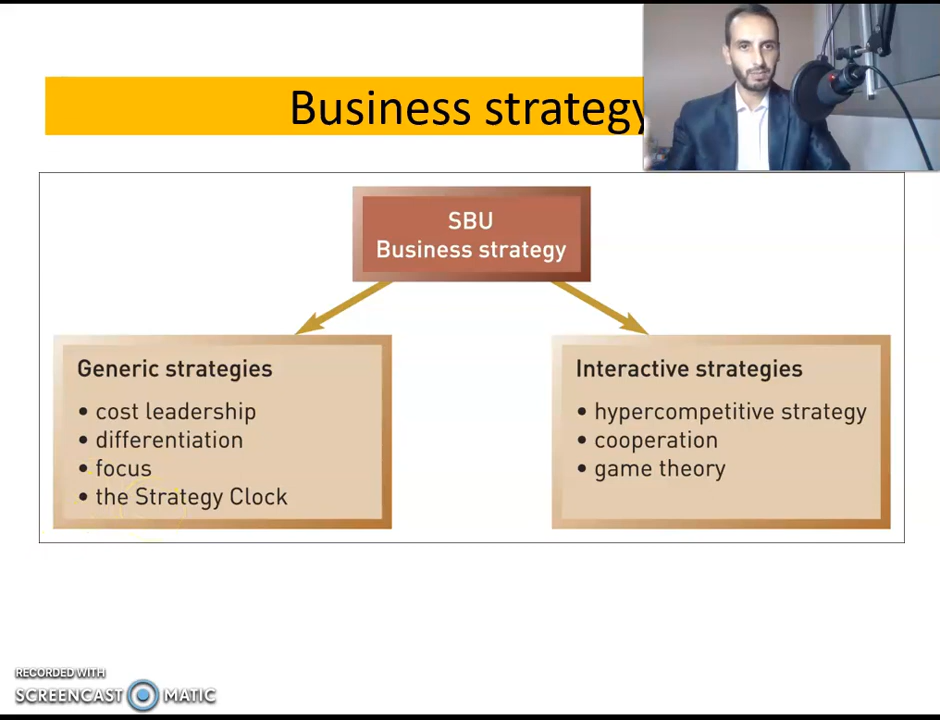 Business strategy
SBU
Business strategy
Generic strategies
• cost leadership
• differentiation
• focus
• the Strategy Clock
Interactive strategies
• hypercompetitive strategy
• cooperation
• game theory
RECORDED WITH
SCREENCAST MATIC